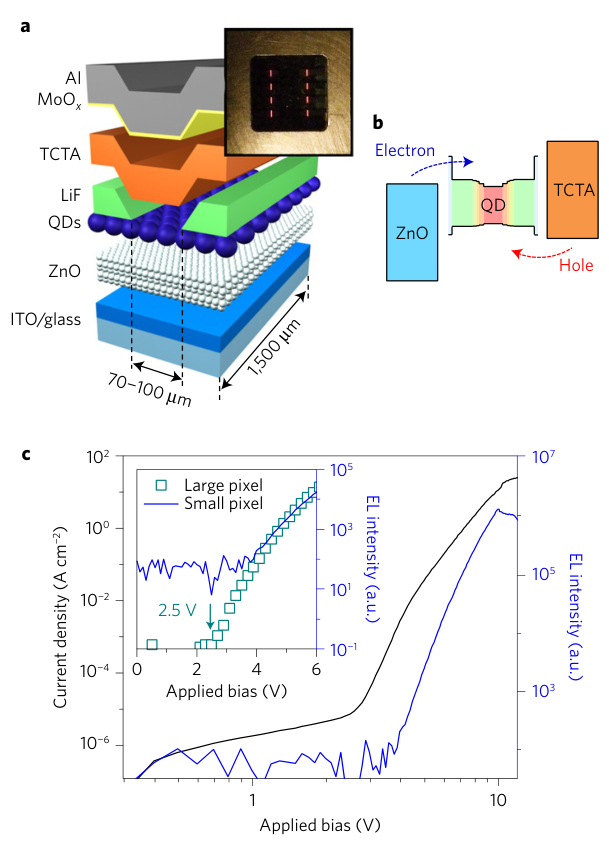 a
Al
MoOₓ
TCTA
LiF
QDs
ZnO
ITO/glass
70–100 μm
1,500 μm
b
Electron
ZnO
QD
TCTA
Hole
c
Current density (A cm⁻²)
10²
10⁰
10⁻²
10⁻⁴
10⁻⁶
1
10
Applied bias (V)
10⁷
10⁵
10³
EL intensity (a.u.)
Large pixel
Small pixel
2.5 V
0
2
4
6
Applied bias (V)
10⁵
10³
10¹
10⁻¹
EL intensity (a.u.)